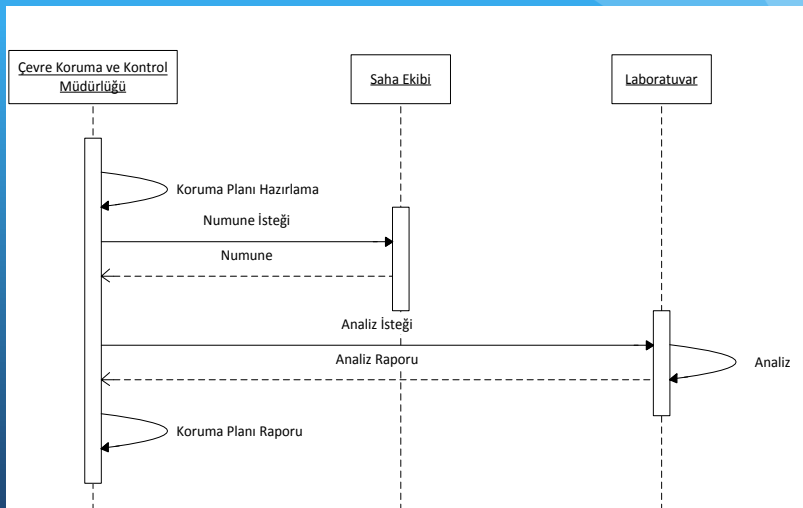 Çevre Koruma ve Kontrol
Müdürlüğü
Saha Ekibi
Laboratuvar
Koruma Planı Hazırlama
Numune İsteği
Numune
Analiz İsteği
Analiz Raporu
Analiz
Koruma Planı Raporu